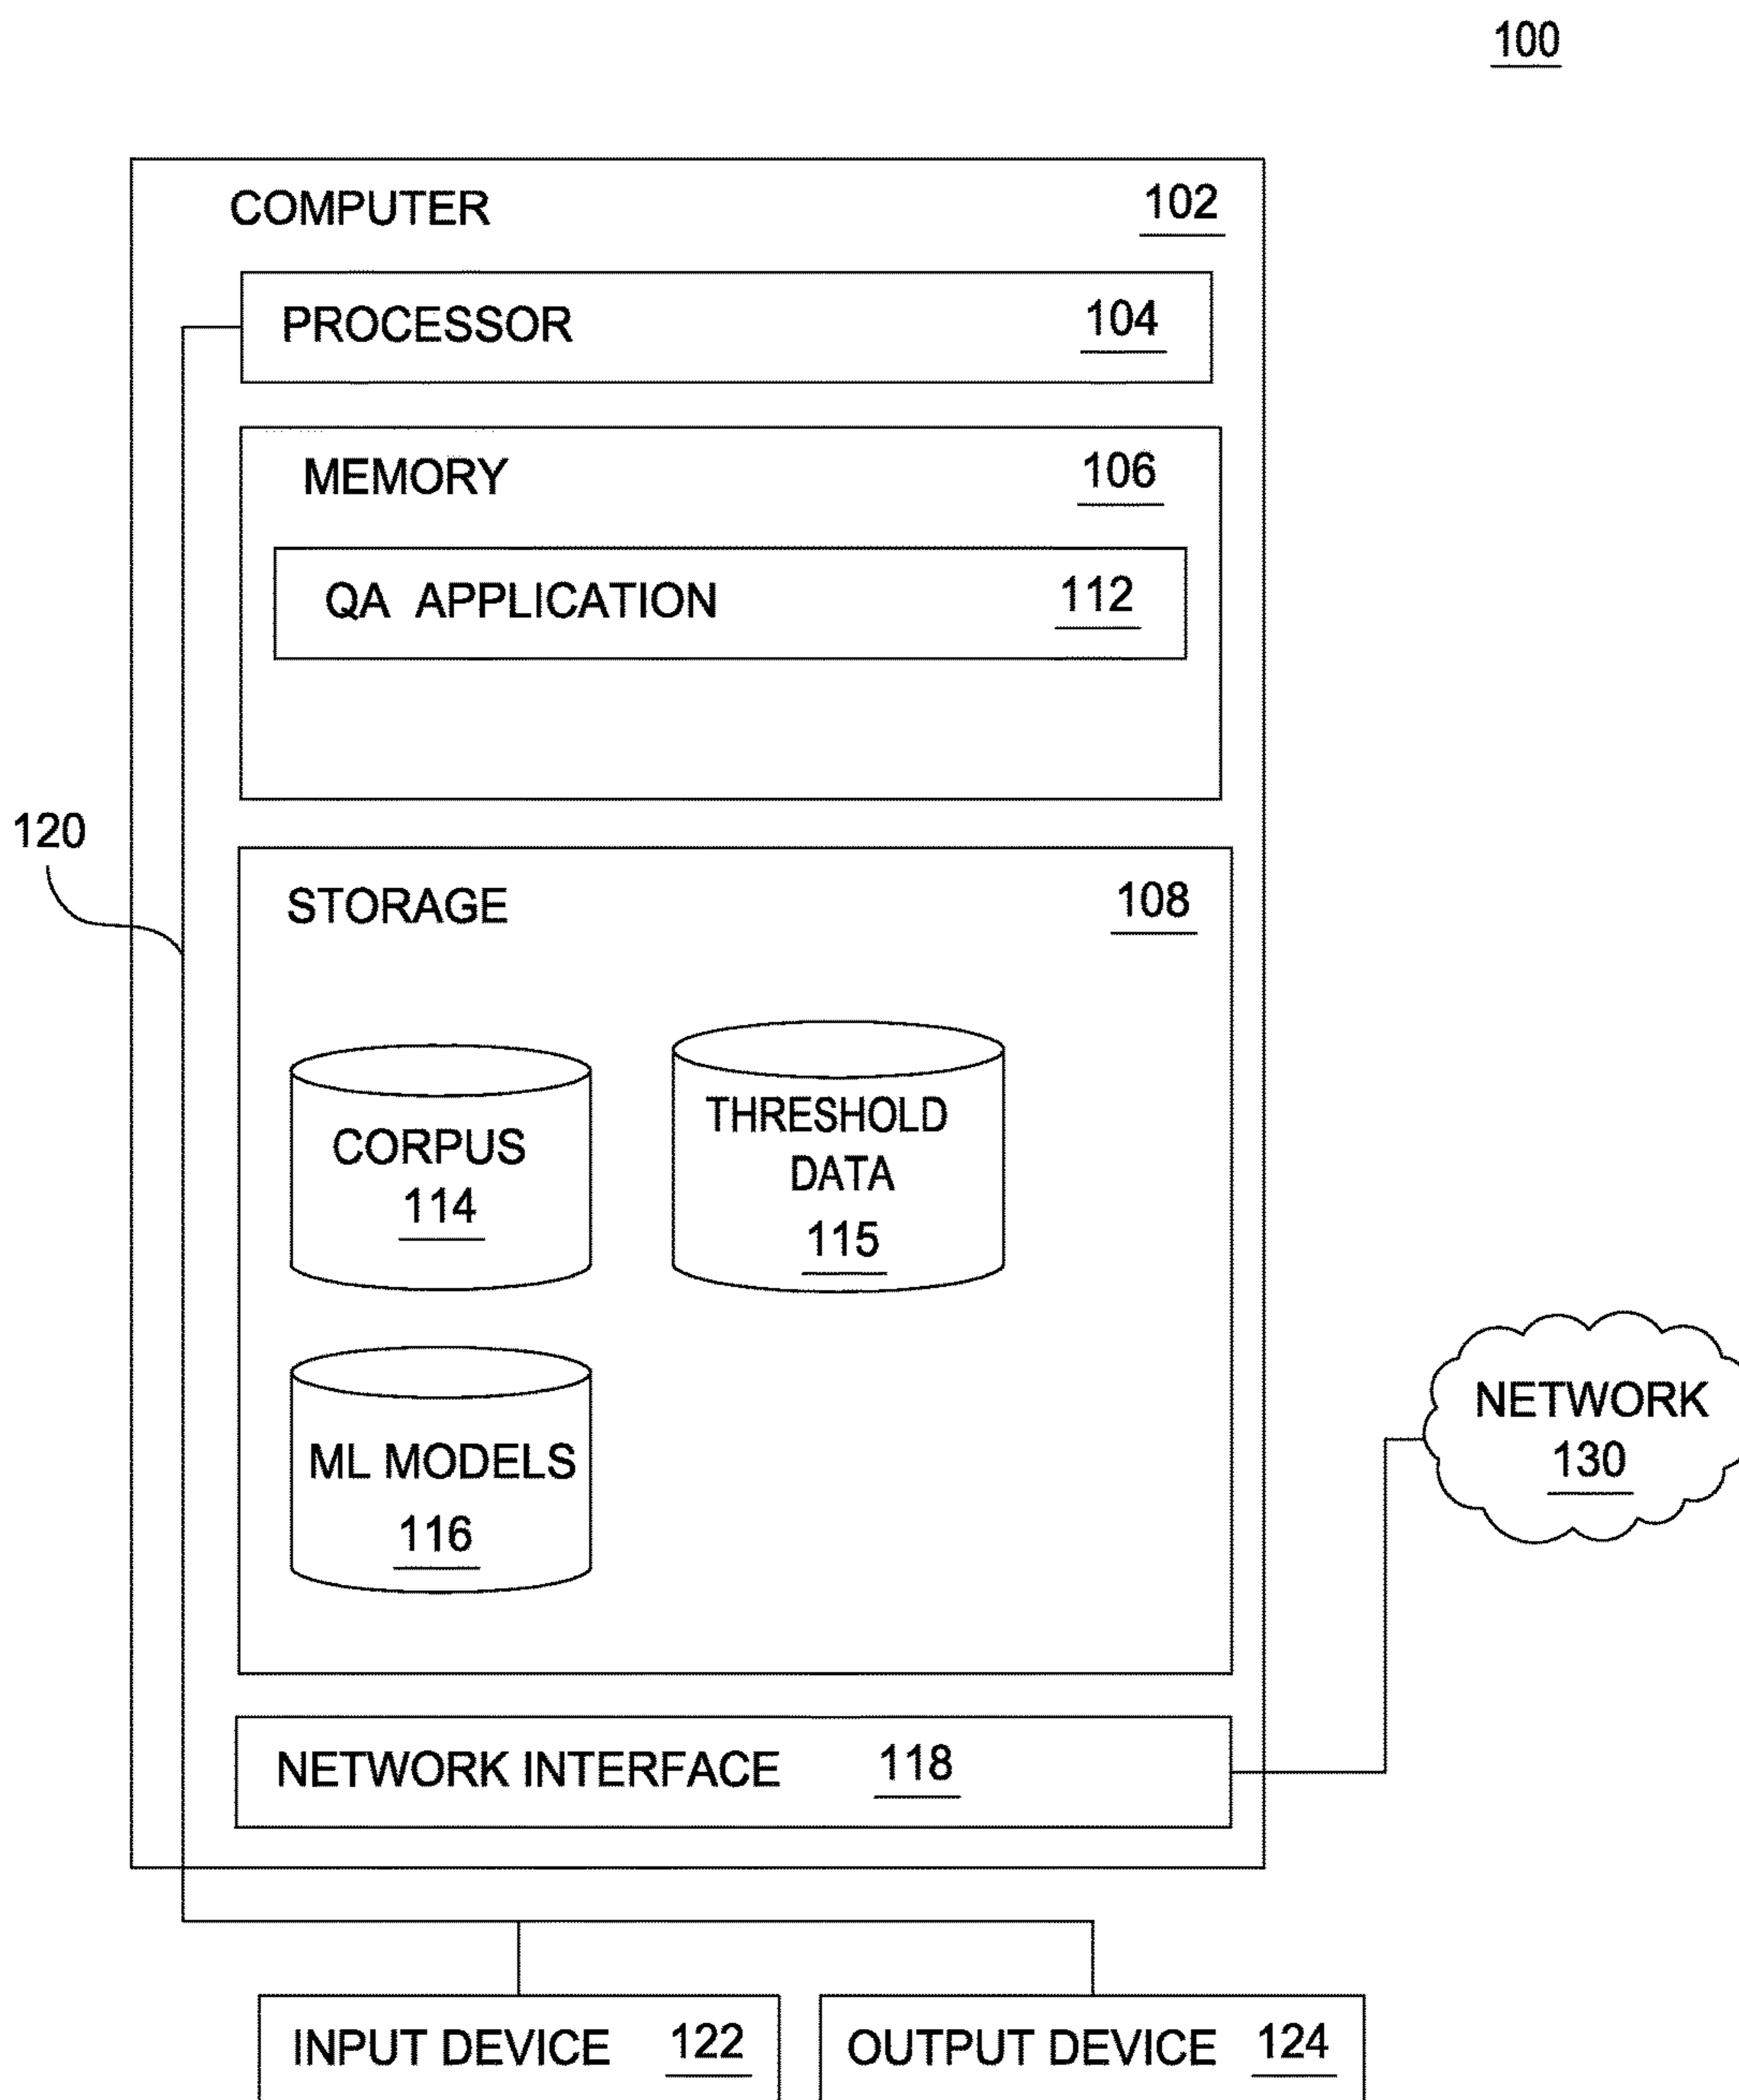 100
COMPUTER 102
PROCESSOR 104
MEMORY 106
QA APPLICATION 112
120
STORAGE 108
CORPUS
114
THRESHOLD
DATA
115
ML MODELS
116
NETWORK
130
NETWORK INTERFACE 118
INPUT DEVICE 122
OUTPUT DEVICE 124